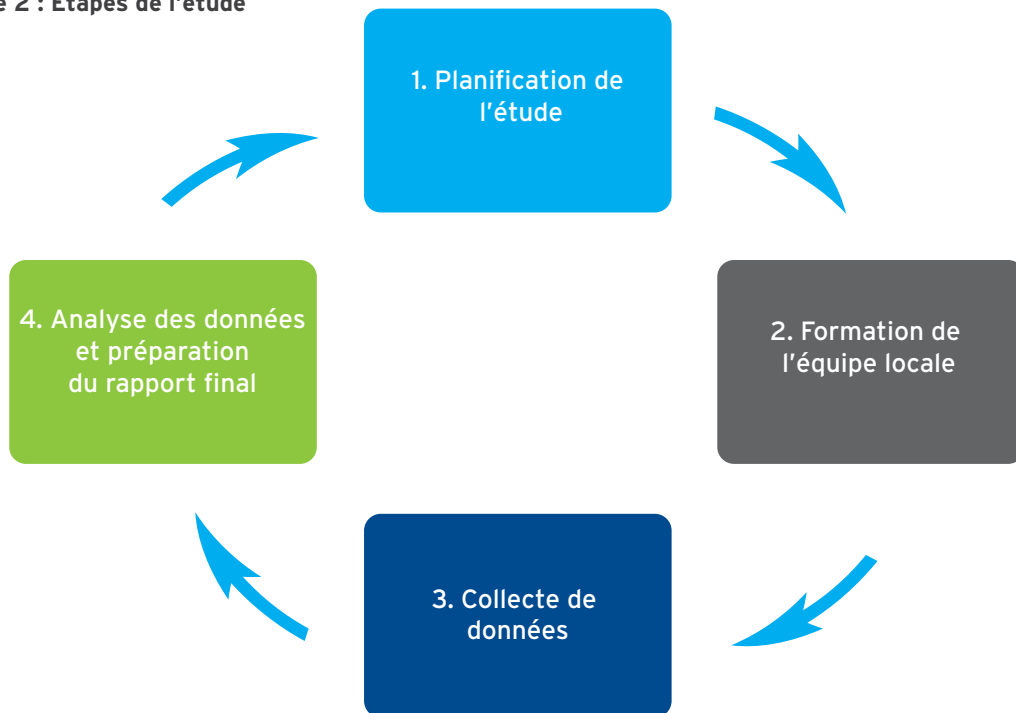 e 2 : Étapes de l'étude
1. Planification de
l'étude
2. Formation de
l'équipe locale
3. Collecte de
données
4. Analyse des données
et préparation
du rapport final